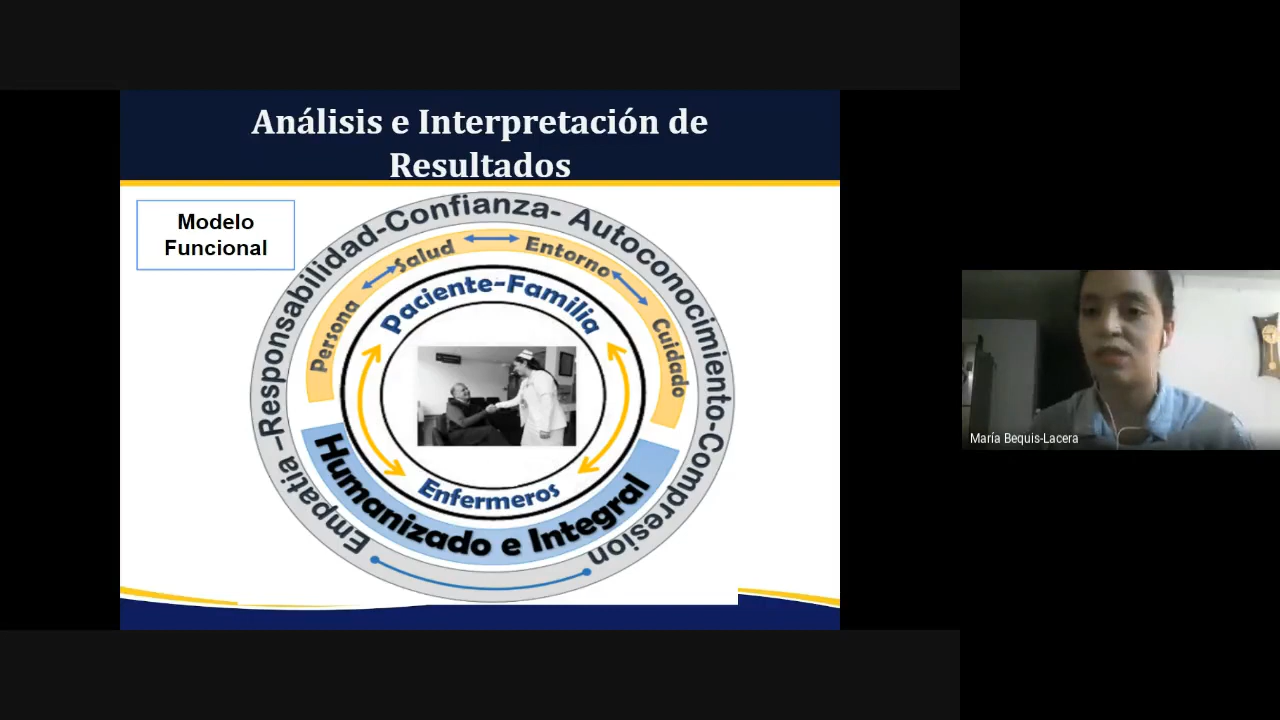 Análisis e Interpretación de
Resultados
Modelo
Funcional
Empatia –Responsabilidad-Confianza- Autoconocimiento-Compresion
Persona
Salud
Entorno
Cuidado
Paciente-Familia
Enfermeros
Humanizado e Integral
María Bequis-Lacera